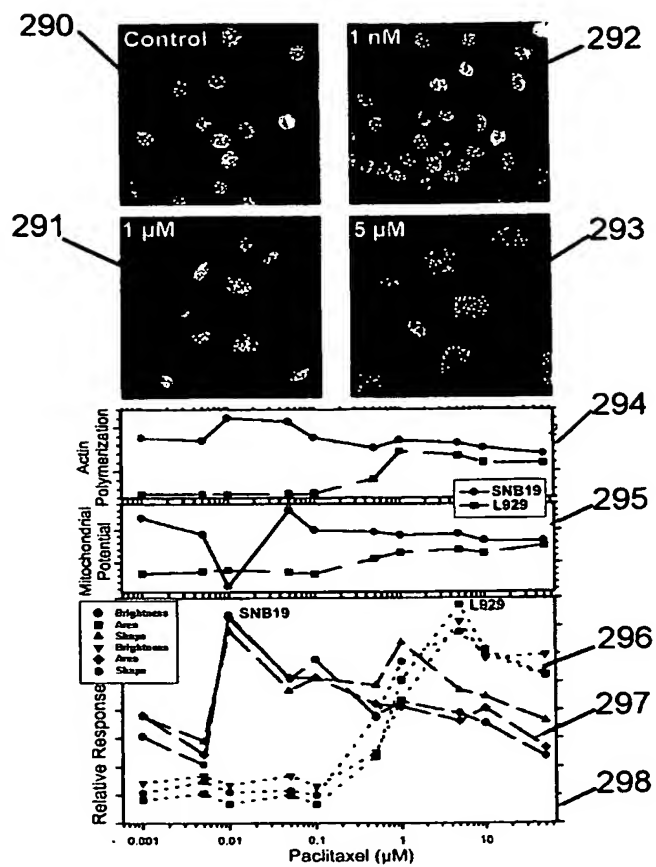 290
Control
1 nM
292
291
1 µM
5 µM
293
Actin
Polymerization
294
SNB19
L929
Mitochondrial
Potential
295
Brightness
Area
Shape
Brightness
Area
Shape
SNB19
L929
296
297
Relative Response
298
0.001
0.01
0.1
1
10
Paclitaxel (µM)